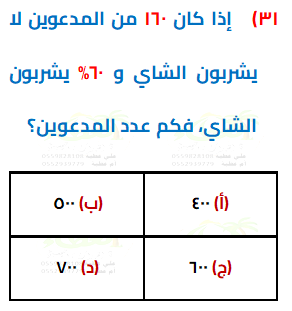 ٣١) إذا كان ١٦٠ من المدعوين لا
يشربون الشاي و ٦٠% يشربون
الشاي، فكم عدد المدعوين؟
(أ) ٤٠٠ (ب) ٥٠٠
(ج) ٦٠٠ (د) ٧٠٠